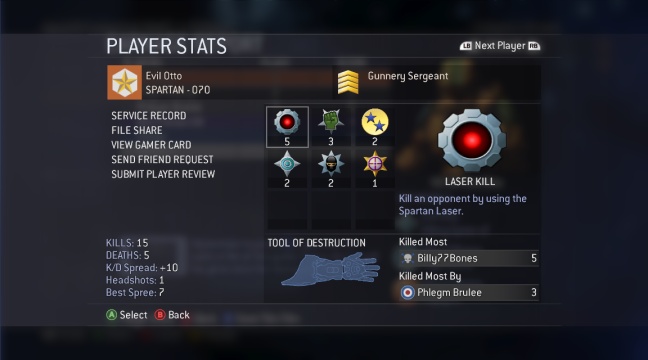 PLAYER STATS
LB Next Player RB
Evil Otto
SPARTAN - 070
Gunnery Sergeant
SERVICE RECORD
FILE SHARE
VIEW GAMER CARD
SEND FRIEND REQUEST
SUBMIT PLAYER REVIEW
5
3
2
2
2
1
LASER KILL
Kill an opponent by using the
Spartan Laser.
KILLS: 15
DEATHS: 5
K/D Spread: +10
Headshots: 1
Best Spree: 7
TOOL OF DESTRUCTION
Killed Most
Billy77Bones 5
Killed Most By
Phlegm Brulee 3
A Select B Back